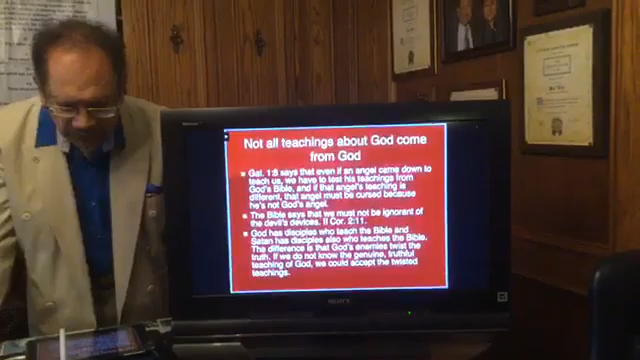 Not all teachings about God come
from God
Gal. 1:8 says that even if an angel came down to
teach us, we have to test his teachings from
God's Bible, and if that angel's teaching is
different, that angel must be cursed because
he's not God's angel.
The Bible says that we must not be ignorant of
the devil's devices. II Cor. 2:11.
God has disciples who teach the Bible and
Satan has disciples also who teaches the Bible.
The difference is that God's enemies twist the
truth. If we do not know the genuine, truthful
teaching of God, we could accept the twisted
teachings.
SONY